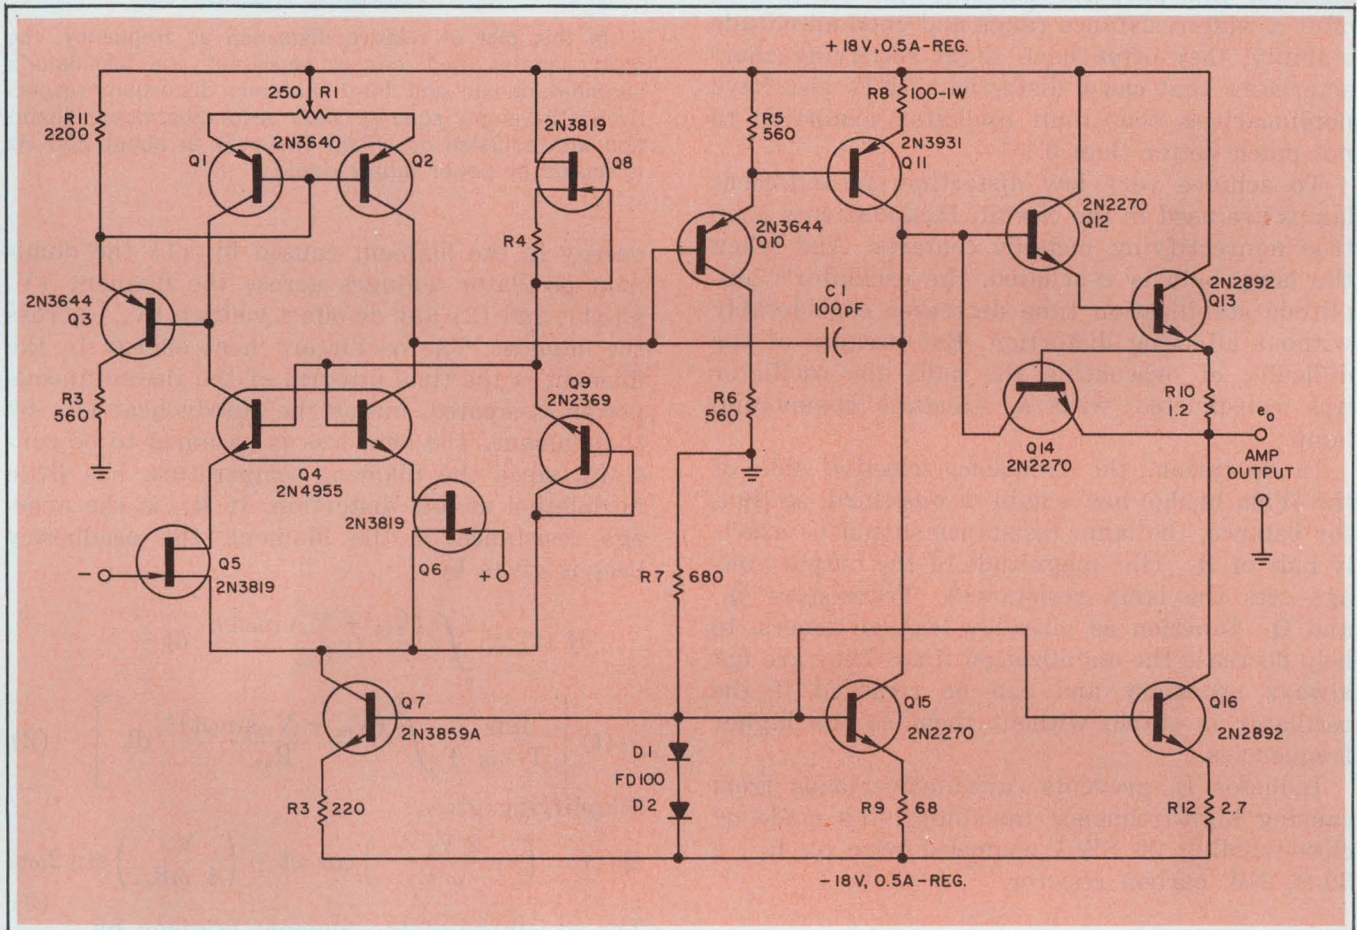 +18V, 0.5A-REG.
R11
2200
250 R1
2N3640
Q1
Q2
2N3819
Q8
R4
R5
560
R8 100-1W
2N3931
Q11
2N3644
Q10
2N2270
Q12
2N2892
Q13
2N3644
Q3
C1
100pF
R3
560
Q4
2N4955
Q9
2N2369
R6
560
R10
1.2
Q14
2N2270
eo
AMP
OUTPUT
2N3819
Q6
+
-
Q5
2N3819
R7 680
Q7
2N3859A
Q15
2N2270
Q16
2N2892
D1
FD100
D2
R3 220
R9 68
R12 2.7
-18V, 0.5A-REG.